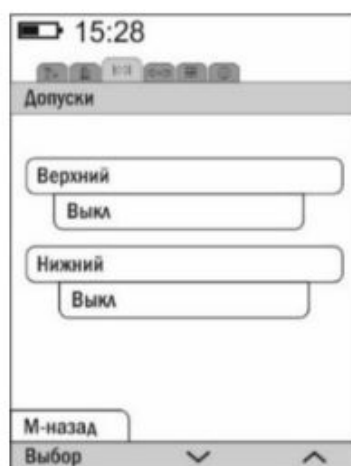 15:28
Допуски
Верхний
Выкл
Нижний
Выкл
М-назад
Выбор